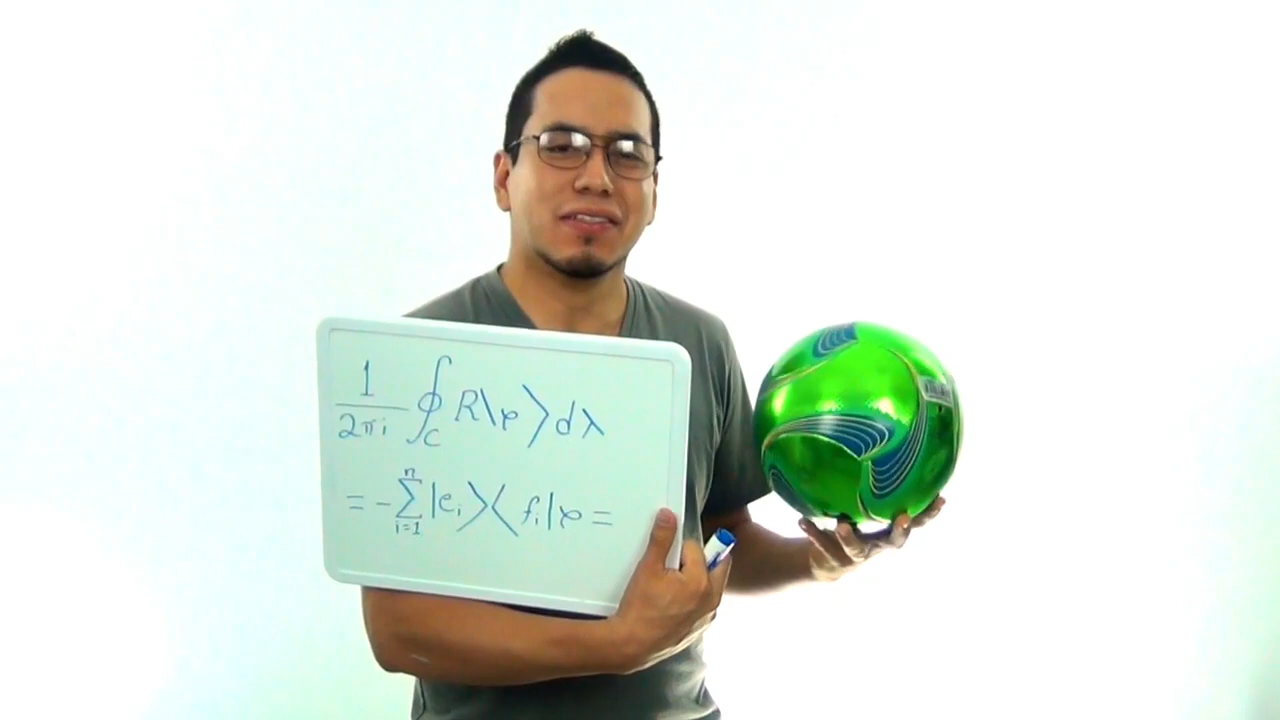 1/2πi ∮_C R|φ⟩dλ
= -∑_{i=1}^{n} |e_i⟩⟨f_i|φ =